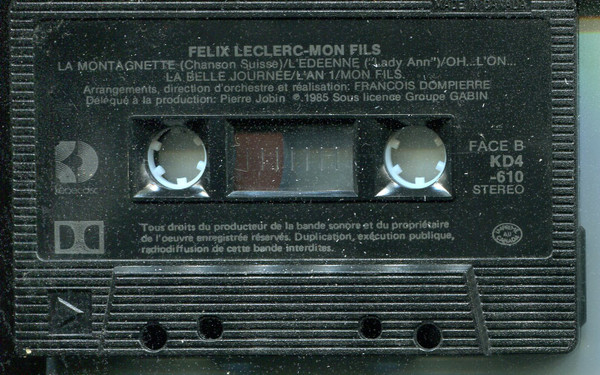 FELIX LECLERC-MON FILS
LA MONTAGNETTE (Chanson Suisse)/L'EDEENNE ("Lady Ann")/OH...L'ON...
LA BELLE JOURNÉE/L'AN 1/MON FILS.
Arrangements, direction d'orchestre et réalisation: FRANCOIS DOMPIERRE
Délégué à la production: Pierre Jobin ℗.1985 Sous licence Groupe GABIN
FACE B
KD4
-610
STEREO
Tous droits du producteur de la bande sonore et du propriétaire
de l'oeuvre enregistrée réservés. Duplication, exécution publique,
radiodiffusion de cette bande interdites.